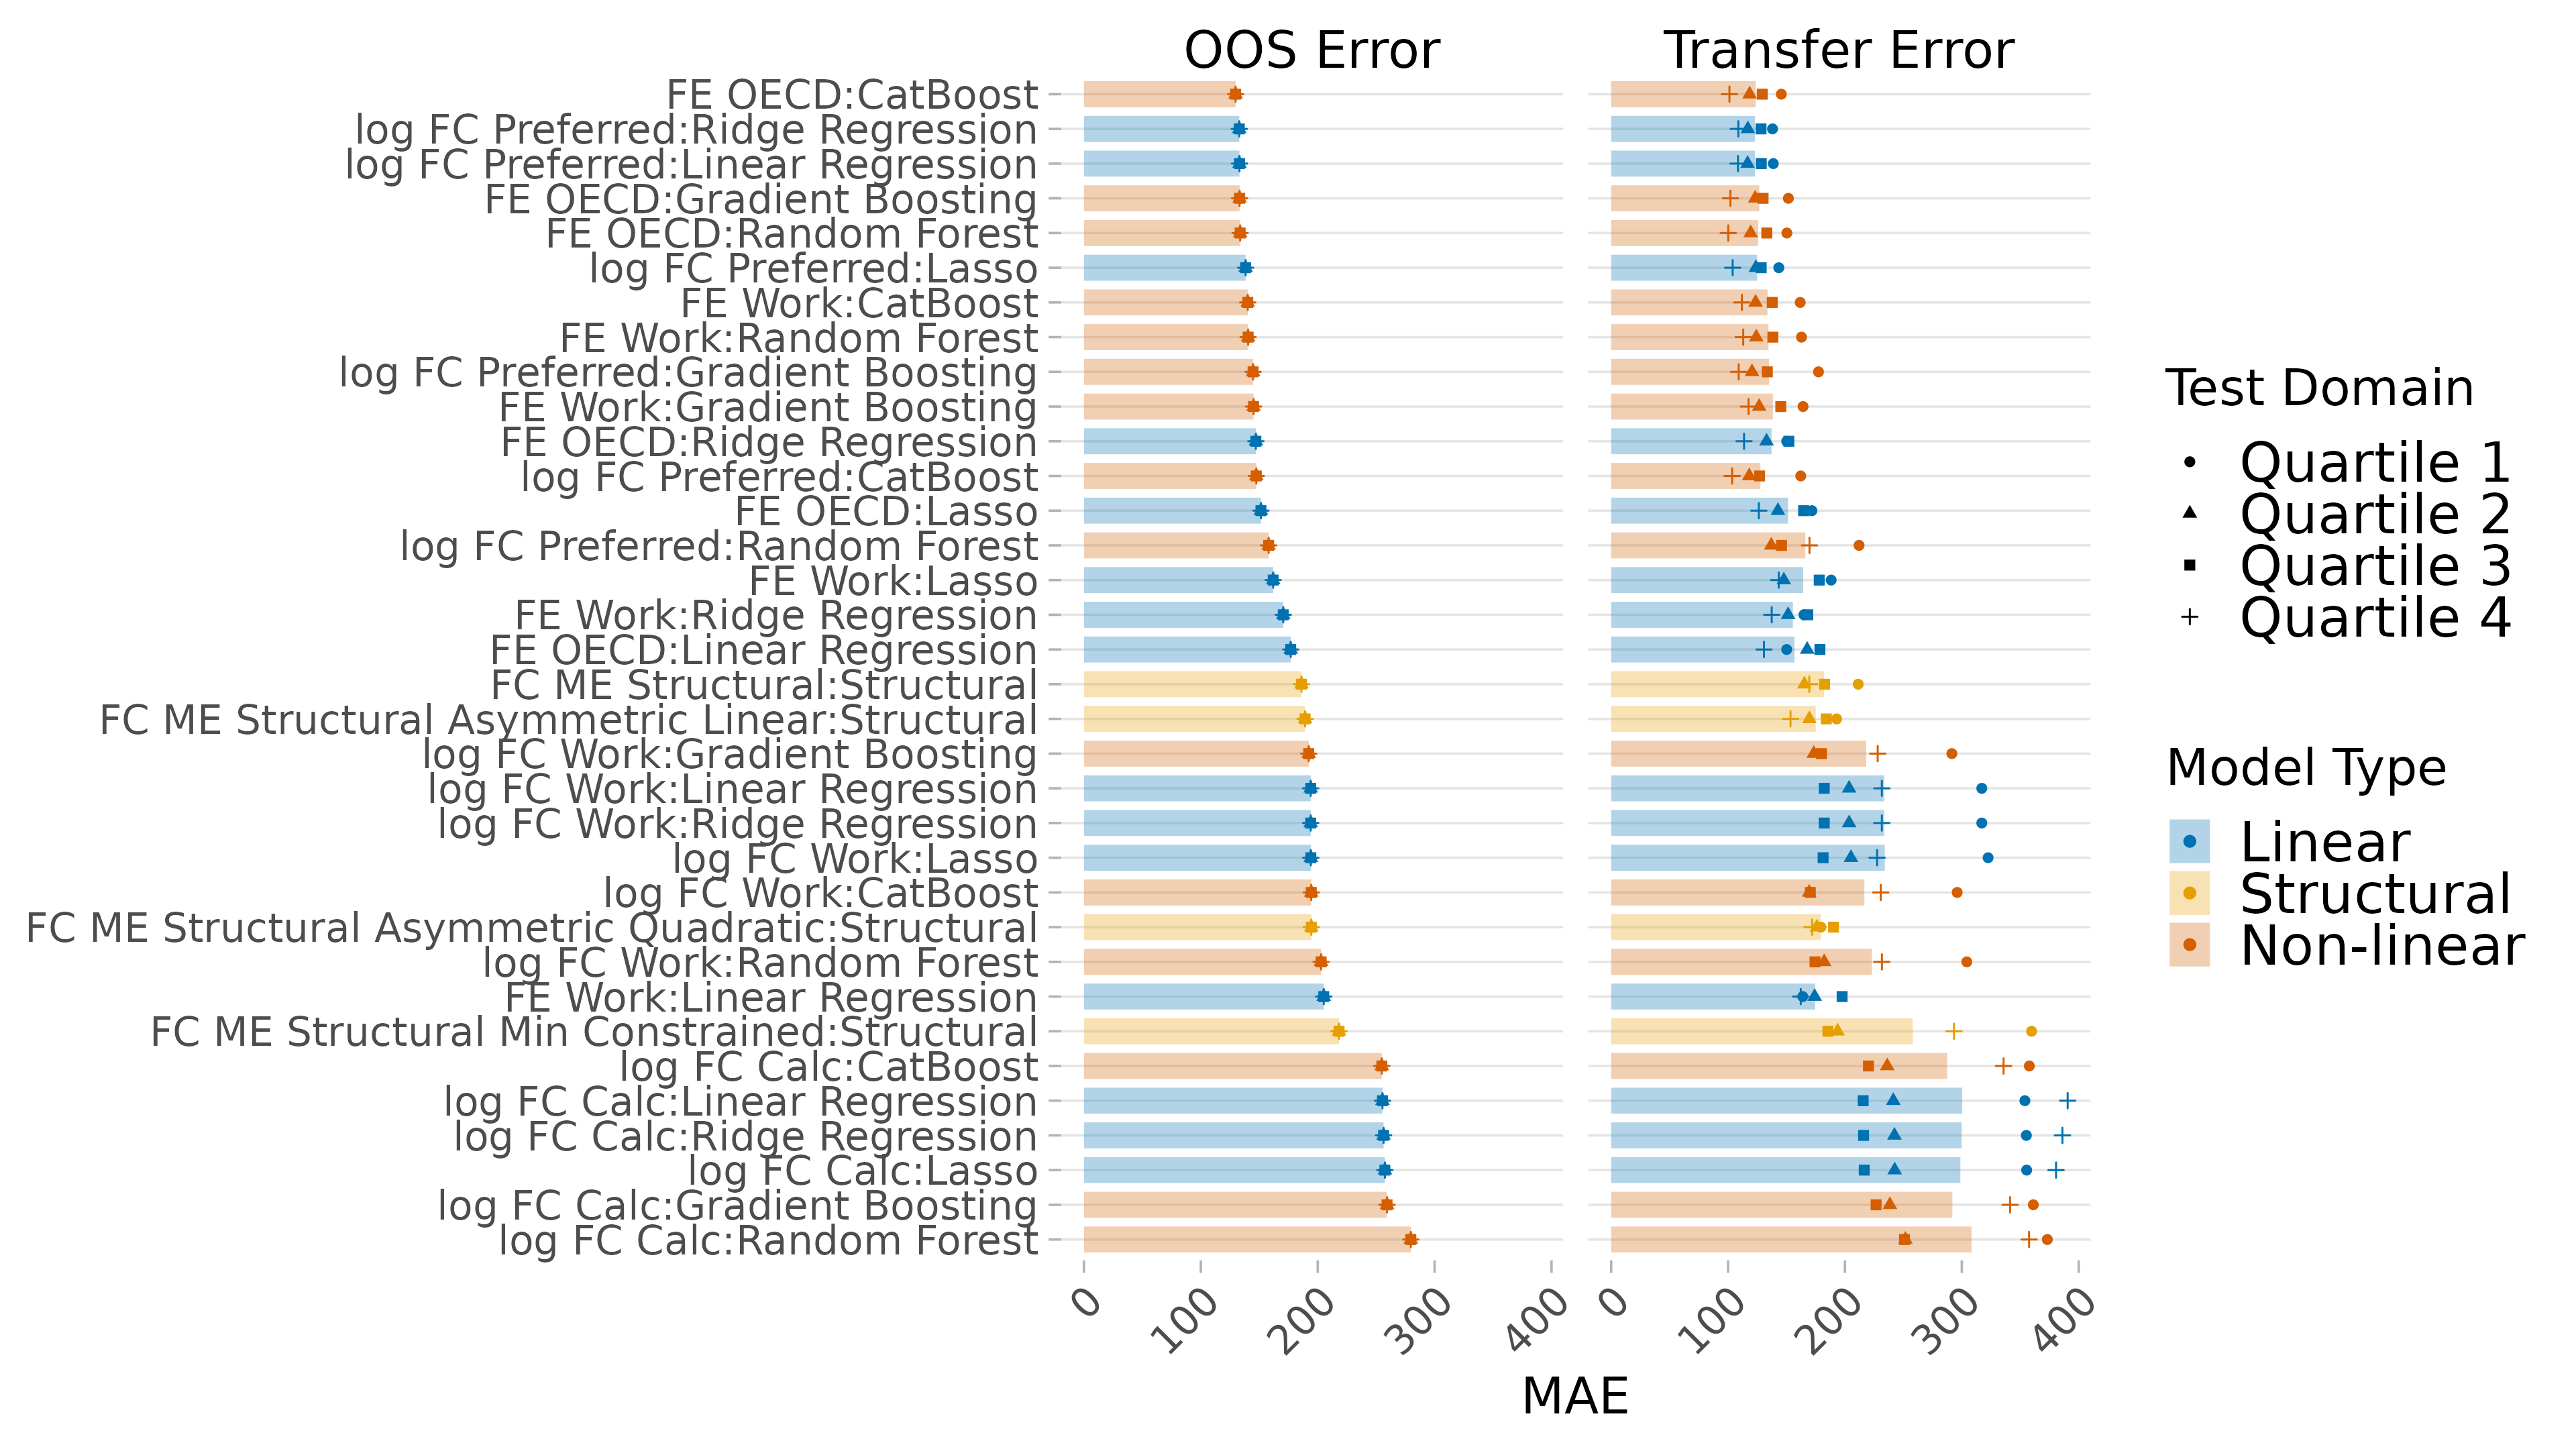 OOS Error
Transfer Error
FE OECD:CatBoost
log FC Preferred:Ridge Regression
log FC Preferred:Linear Regression
FE OECD:Gradient Boosting
FE OECD:Random Forest
log FC Preferred:Lasso
FE Work:CatBoost
FE Work:Random Forest
log FC Preferred:Gradient Boosting
FE Work:Gradient Boosting
FE OECD:Ridge Regression
log FC Preferred:CatBoost
FE OECD:Lasso
log FC Preferred:Random Forest
FE Work:Lasso
FE Work:Ridge Regression
FE OECD:Linear Regression
FC ME Structural:Structural
FC ME Structural Asymmetric Linear:Structural
log FC Work:Gradient Boosting
log FC Work:Linear Regression
log FC Work:Ridge Regression
log FC Work:Lasso
log FC Work:CatBoost
FC ME Structural Asymmetric Quadratic:Structural
log FC Work:Random Forest
FE Work:Linear Regression
FC ME Structural Min Constrained:Structural
log FC Calc:CatBoost
log FC Calc:Linear Regression
log FC Calc:Ridge Regression
log FC Calc:Lasso
log FC Calc:Gradient Boosting
log FC Calc:Random Forest
0 100 200 300 400
0 100 200 300 400
MAE
Test Domain
Quartile 1
Quartile 2
Quartile 3
Quartile 4
Model Type
Linear
Structural
Non-linear